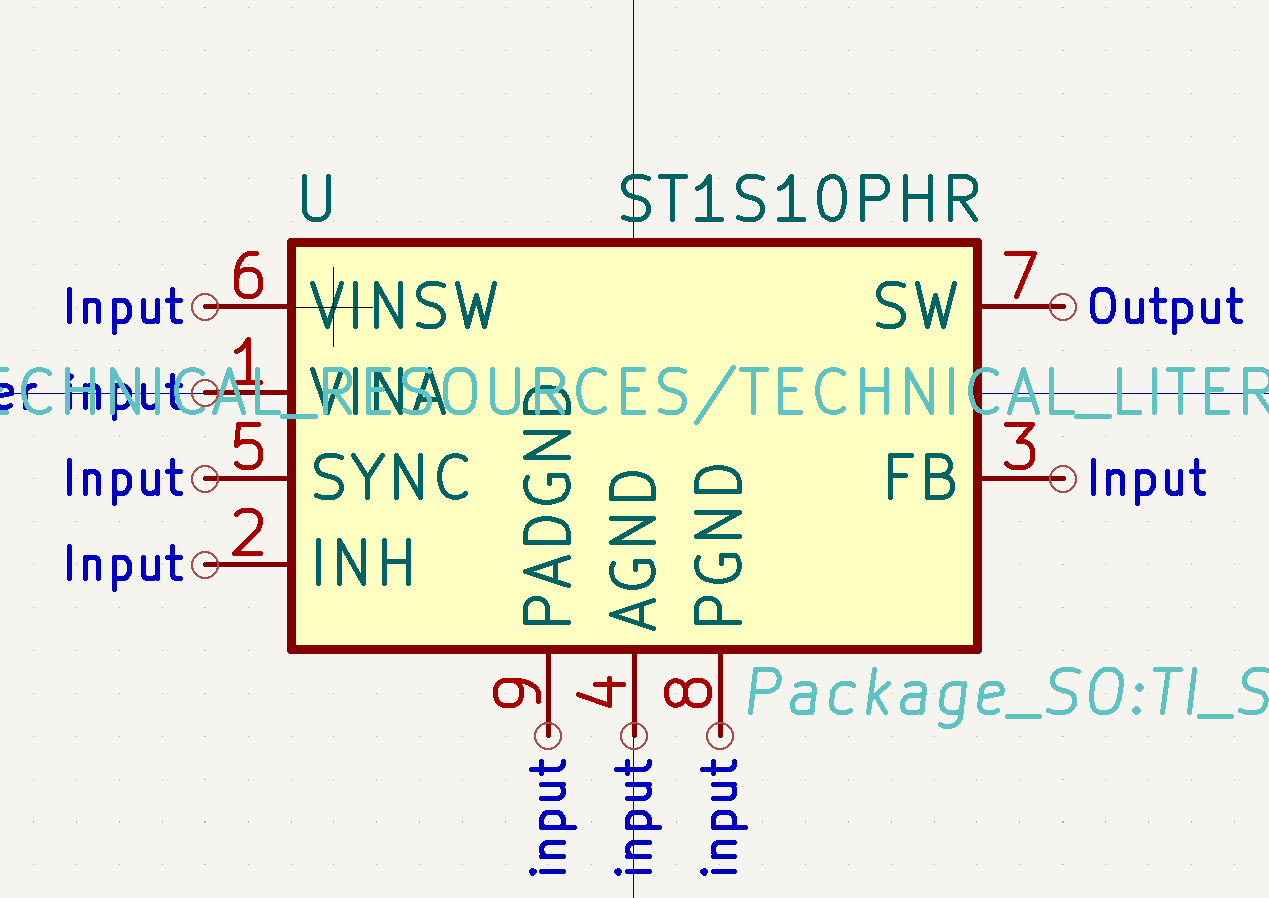 U ST1S10PHR
6 7
Input VINSW SW Output
1
er input VINA
ECHNICAL_RESOURCES/TECHNICAL_LITER
5 3
Input SYNC FB Input
2
Input INH
PADGND AGND PGND
9 4 8
Package_SO:TI_S
input input input